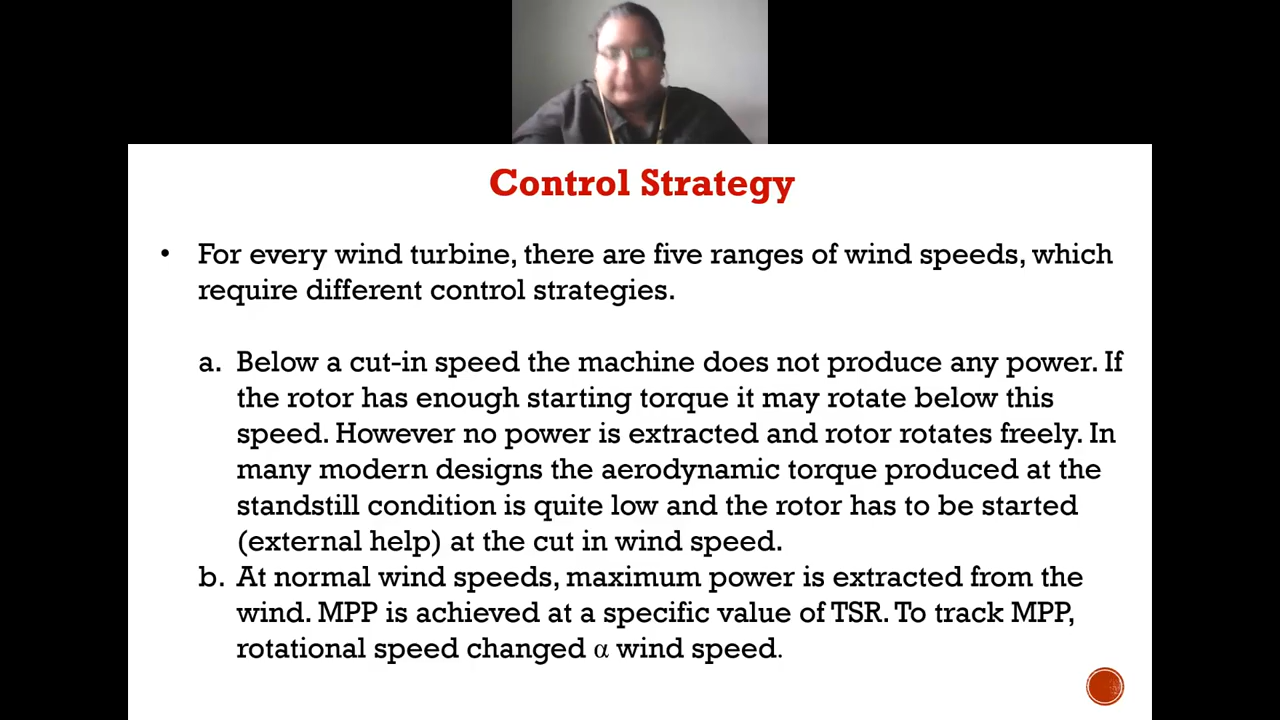 Control Strategy
• For every wind turbine, there are five ranges of wind speeds, which
require different control strategies.
a. Below a cut-in speed the machine does not produce any power. If
the rotor has enough starting torque it may rotate below this
speed. However no power is extracted and rotor rotates freely. In
many modern designs the aerodynamic torque produced at the
standstill condition is quite low and the rotor has to be started
(external help) at the cut in wind speed.
b. At normal wind speeds, maximum power is extracted from the
wind. MPP is achieved at a specific value of TSR. To track MPP,
rotational speed changed α wind speed.